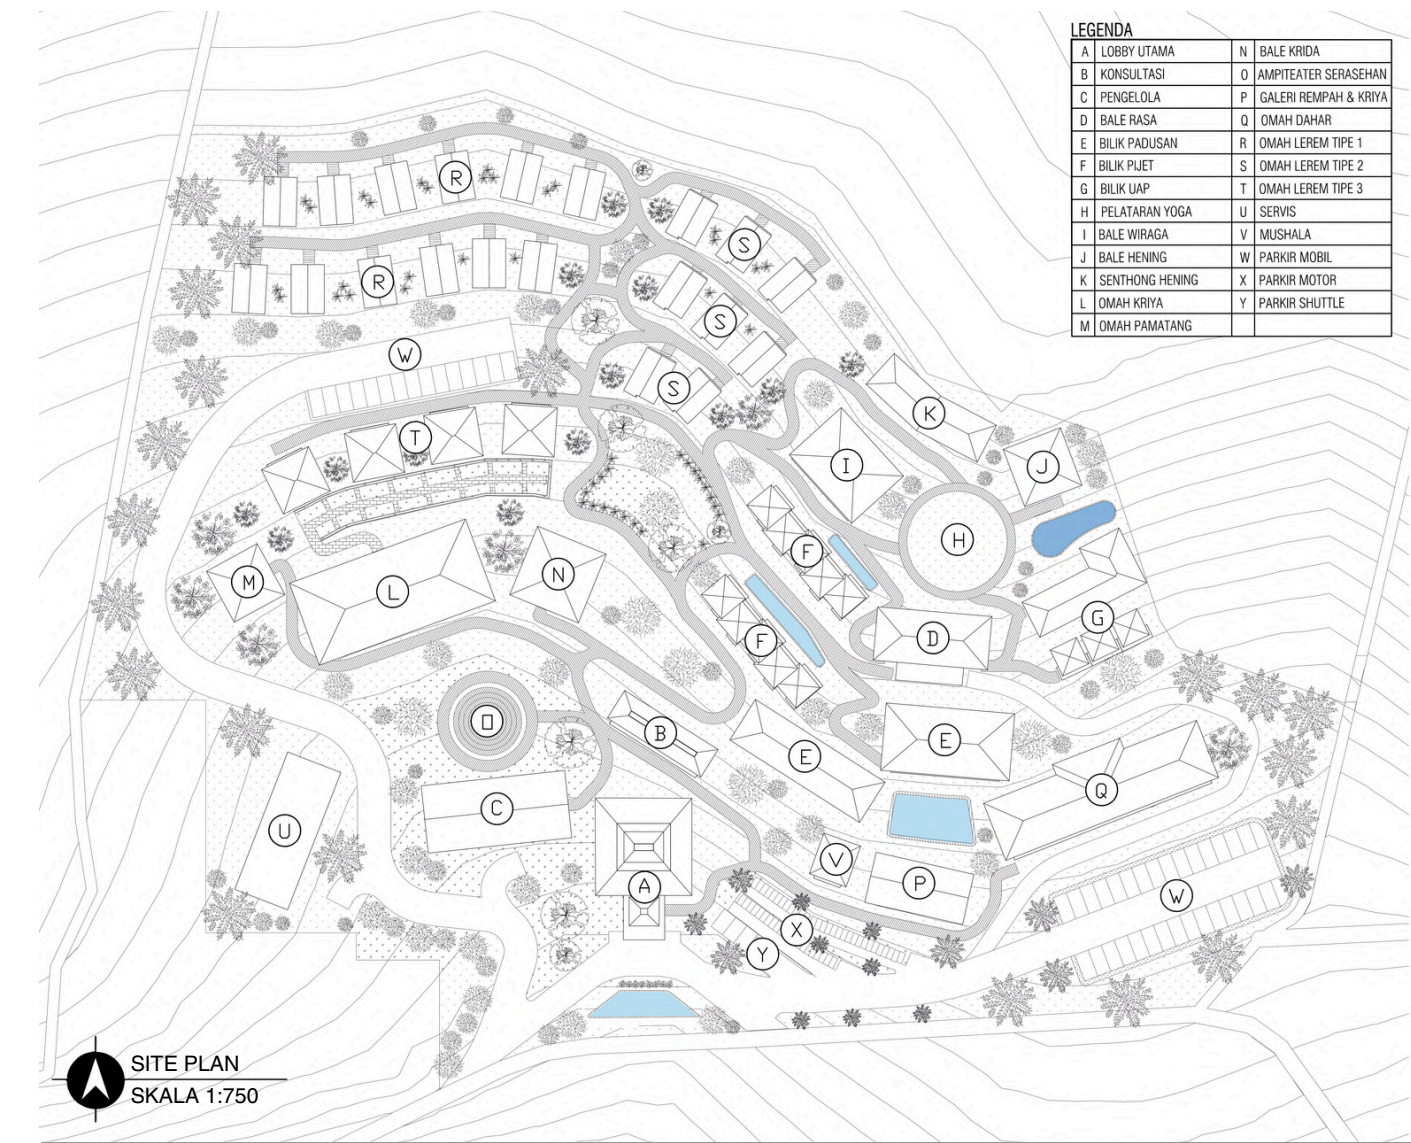 LEGENDA
A LOBBY UTAMA N BALE KRIDA
B KONSULTASI O AMPITEATER SERASEHAN
C PENGELOLA P GALERI REMPAH & KRIYA
D BALE RASA Q OMAH DAHAR
E BILIK PADUSAN R OMAH LEREM TIPE 1
F BILIK PIJET S OMAH LEREM TIPE 2
G BILIK UAP T OMAH LEREM TIPE 3
H PELATARAN YOGA U SERVIS
I BALE WIRAGA V MUSHALA
J BALE HENING W PARKIR MOBIL
K SENTHONG HENING X PARKIR MOTOR
L OMAH KRIYA Y PARKIR SHUTTLE
M OMAH PAMATANG
R
S
R
S
W
S
K
T
I
J
H
F
N
M
L
G
D
F
O
B
E
E
Q
C
U
V
P
A
W
X
Y
SITE PLAN
SKALA 1:750